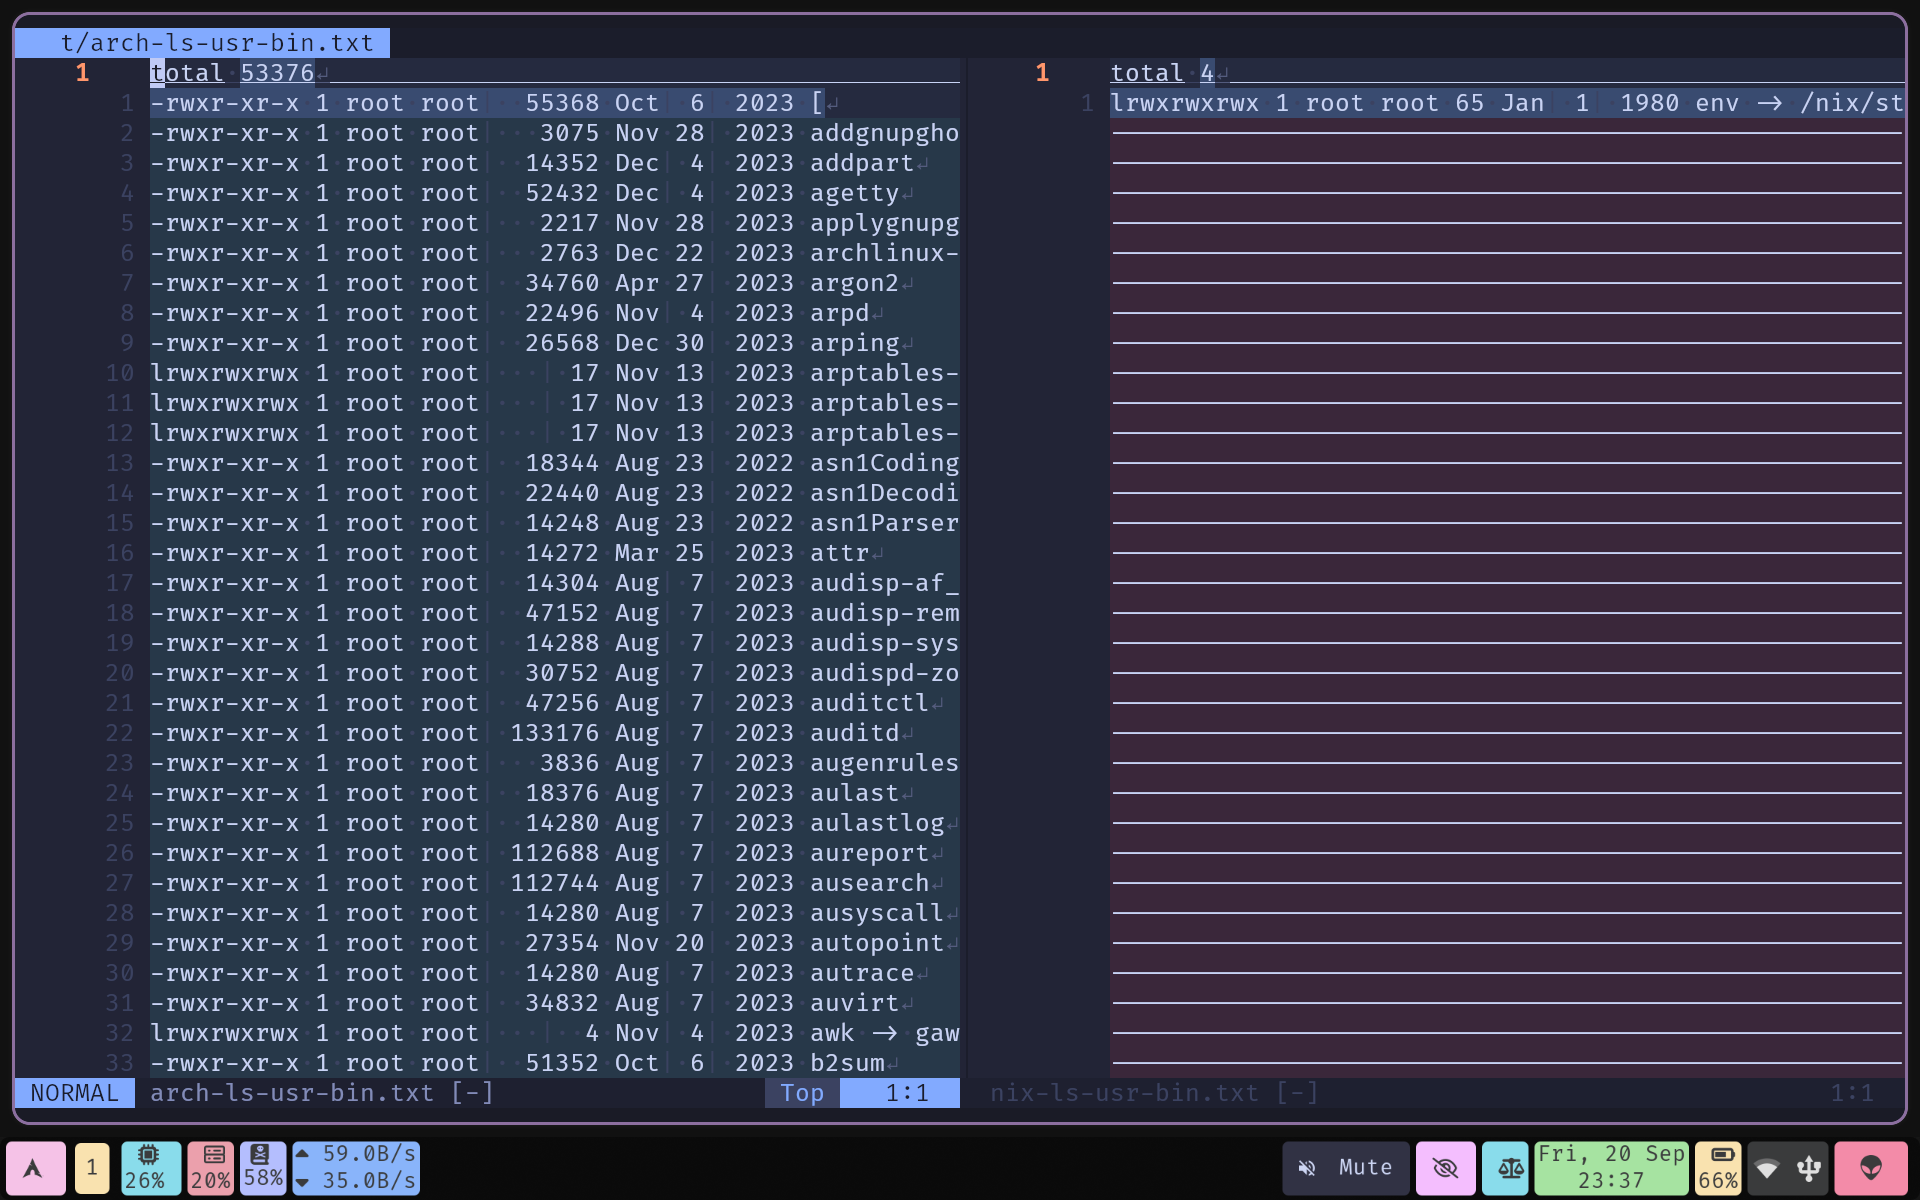 t/arch-ls-usr-bin.txt
1 total 53376
1 -rwxr-xr-x 1 root root 55368 Oct 6 2023 [
2 -rwxr-xr-x 1 root root 3075 Nov 28 2023 addgnupgho
3 -rwxr-xr-x 1 root root 14352 Dec 4 2023 addpart
4 -rwxr-xr-x 1 root root 52432 Dec 4 2023 agetty
5 -rwxr-xr-x 1 root root 2217 Nov 28 2023 applygnupg
6 -rwxr-xr-x 1 root root 2763 Dec 22 2023 archlinux-
7 -rwxr-xr-x 1 root root 34760 Apr 27 2023 argon2
8 -rwxr-xr-x 1 root root 22496 Nov 4 2023 arpd
9 -rwxr-xr-x 1 root root 26568 Dec 30 2023 arping
10 lrwxrwxrwx 1 root root 17 Nov 13 2023 arptables-
11 lrwxrwxrwx 1 root root 17 Nov 13 2023 arptables-
12 lrwxrwxrwx 1 root root 17 Nov 13 2023 arptables-
13 -rwxr-xr-x 1 root root 18344 Aug 23 2022 asn1Coding
14 -rwxr-xr-x 1 root root 22440 Aug 23 2022 asn1Decodi
15 -rwxr-xr-x 1 root root 14248 Aug 23 2022 asn1Parser
16 -rwxr-xr-x 1 root root 14272 Mar 25 2023 attr
17 -rwxr-xr-x 1 root root 14304 Aug 7 2023 audisp-af_
18 -rwxr-xr-x 1 root root 47152 Aug 7 2023 audisp-rem
19 -rwxr-xr-x 1 root root 14288 Aug 7 2023 audisp-sys
20 -rwxr-xr-x 1 root root 30752 Aug 7 2023 audispd-zo
21 -rwxr-xr-x 1 root root 47256 Aug 7 2023 auditctl
22 -rwxr-xr-x 1 root root 133176 Aug 7 2023 auditd
23 -rwxr-xr-x 1 root root 3836 Aug 7 2023 augenrules
24 -rwxr-xr-x 1 root root 18376 Aug 7 2023 aulast
25 -rwxr-xr-x 1 root root 14280 Aug 7 2023 aulastlog
26 -rwxr-xr-x 1 root root 112688 Aug 7 2023 aureport
27 -rwxr-xr-x 1 root root 112744 Aug 7 2023 ausearch
28 -rwxr-xr-x 1 root root 14280 Aug 7 2023 ausyscall
29 -rwxr-xr-x 1 root root 27354 Nov 20 2023 autopoint
30 -rwxr-xr-x 1 root root 14280 Aug 7 2023 autrace
31 -rwxr-xr-x 1 root root 34832 Aug 7 2023 auvirt
32 lrwxrwxrwx 1 root root 4 Nov 4 2023 awk -> gaw
33 -rwxr-xr-x 1 root root 51352 Oct 6 2023 b2sum
NORMAL arch-ls-usr-bin.txt [-] Top 1:1
1 total 4
1 lrwxrwxrwx 1 root root 65 Jan 1 1980 env -> /nix/st
nix-ls-usr-bin.txt [-] 1:1
1
26%
20%
58%
59.0B/s
35.0B/s
Mute
Fri, 20 Sep
23:37
66%